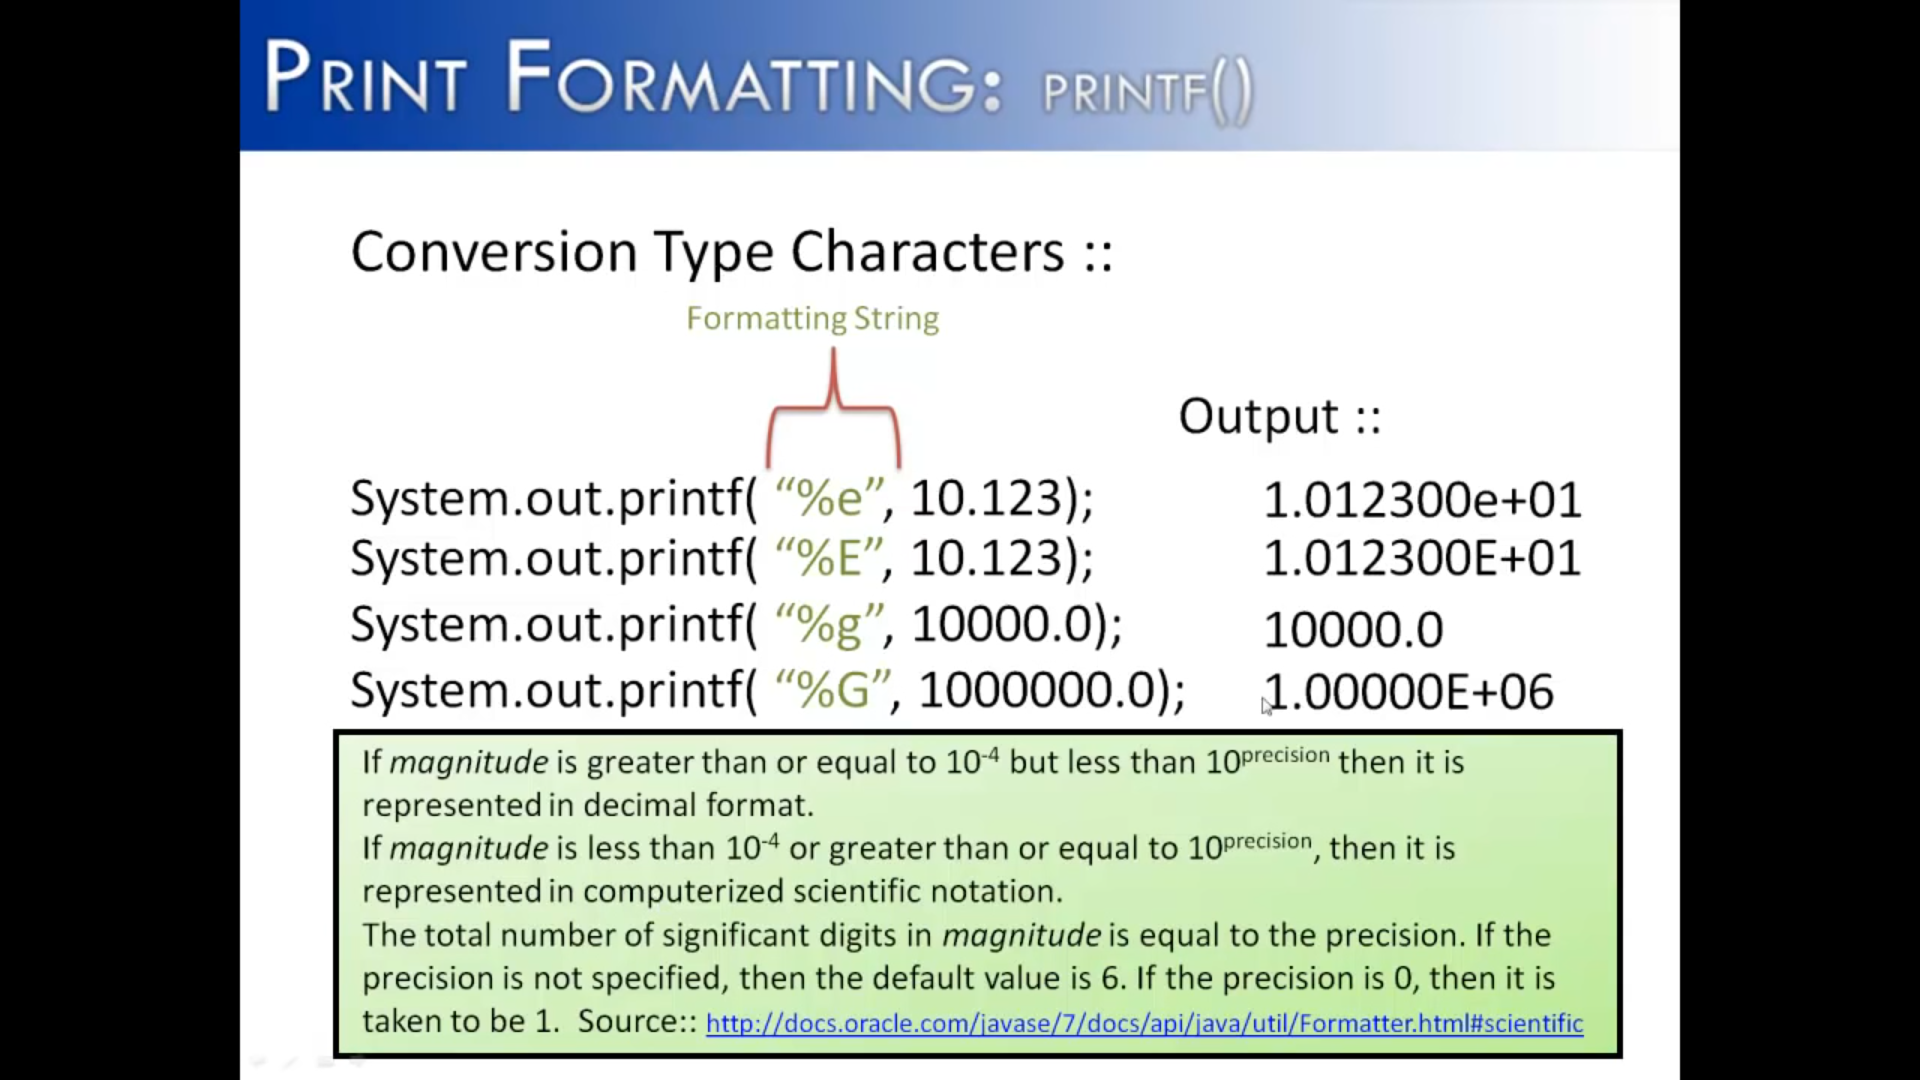 PRINT FORMATTING: PRINTF()
Conversion Type Characters ::
Formatting String
Output ::
System.out.printf( “%e”, 10.123); 1.012300e+01
System.out.printf( “%E”, 10.123); 1.012300E+01
System.out.printf( “%g”, 10000.0); 10000.0
System.out.printf( “%G”, 1000000.0); 1.00000E+06
If magnitude is greater than or equal to 10-4 but less than 10precision then it is
represented in decimal format.
If magnitude is less than 10-4 or greater than or equal to 10precision, then it is
represented in computerized scientific notation.
The total number of significant digits in magnitude is equal to the precision. If the
precision is not specified, then the default value is 6. If the precision is 0, then it is
taken to be 1. Source:: http://docs.oracle.com/javase/7/docs/api/java/util/Formatter.html#scientific